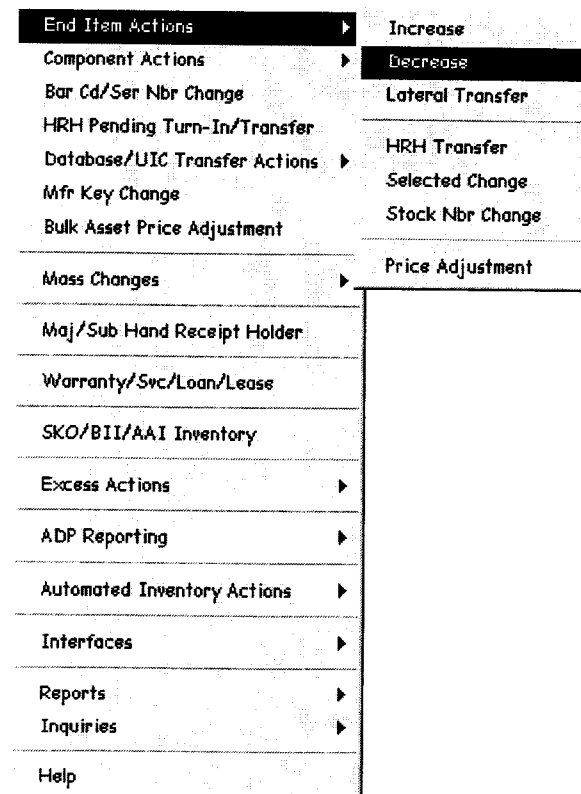 End Item Actions
Component Actions
Bar Cd/Ser Nbr Change
HRH Pending Turn-In/Transfer
Database/UIC Transfer Actions
Mfr Key Change
Bulk Asset Price Adjustment
Mass Changes
Maj/Sub Hand Receipt Holder
Warranty/Svc/Loan/Lease
SKO/BII/AAI Inventory
Excess Actions
ADP Reporting
Automated Inventory Actions
Interfaces
Reports
Inquiries
Help
Increase
Decrease
Lateral Transfer
HRH Transfer
Selected Change
Stock Nbr Change
Price Adjustment